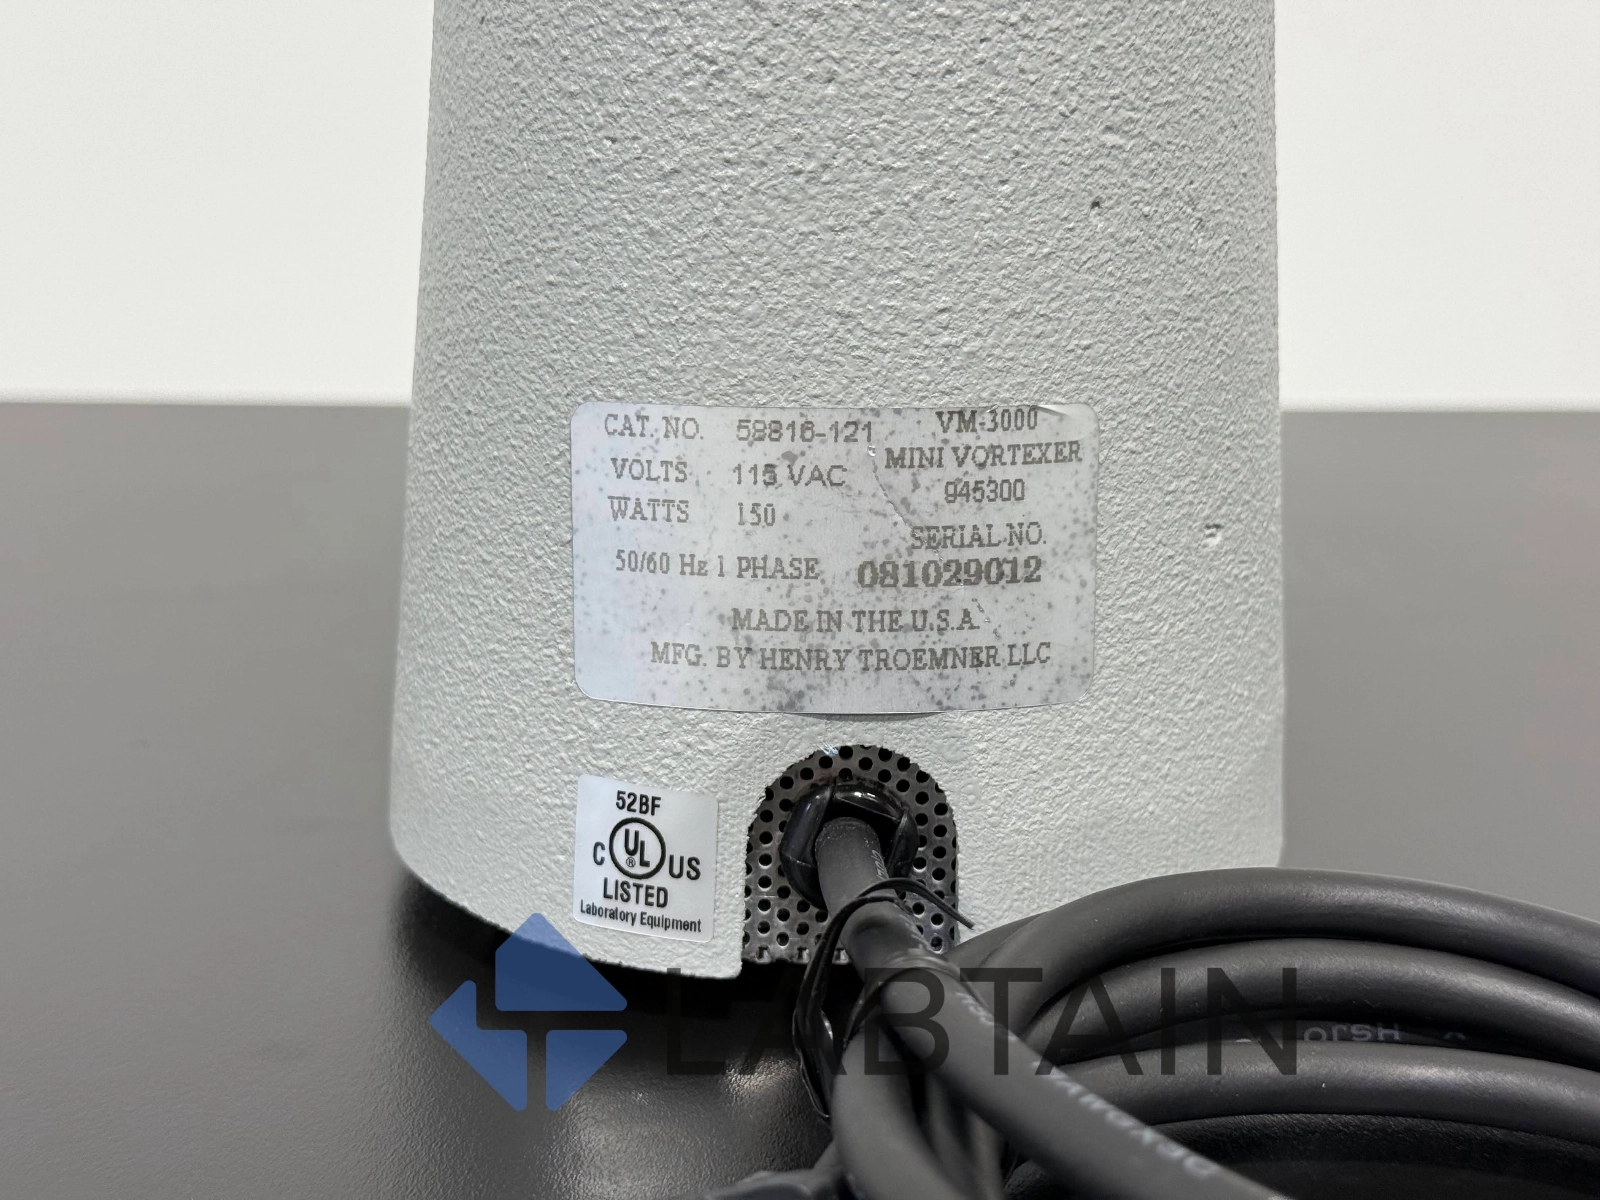 CAT. NO. 58816-121
VM-3000
MINI VORTEXER
945300
VOLTS 115 VAC
WATTS 150
SERIAL NO.
50/60 Hz 1 PHASE 081029012
MADE IN THE U.S.A
MFG. BY HENRY TROEMNER LLC
52BF
C UL ® US
LISTED
Laboratory Equipment
LABTAIN